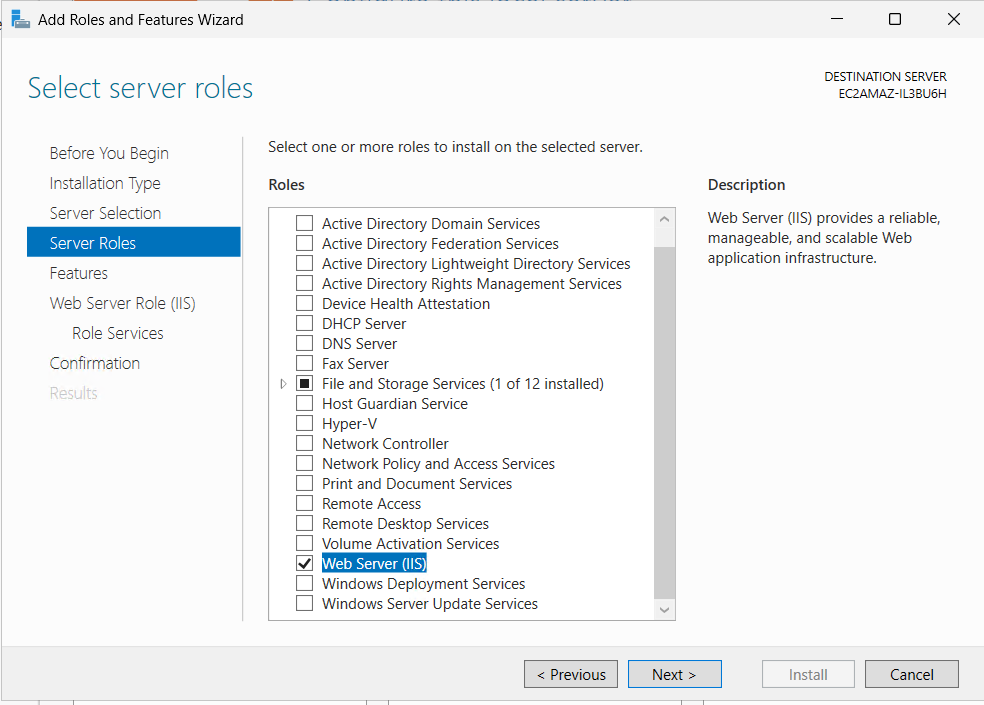 Add Roles and Features Wizard
Select server roles
DESTINATION SERVER
EC2AMAZ-IL3BU6H
Before You Begin
Installation Type
Server Selection
Server Roles
Features
Web Server Role (IIS)
Role Services
Confirmation
Results
Select one or more roles to install on the selected server.
Roles
Active Directory Domain Services
Active Directory Federation Services
Active Directory Lightweight Directory Services
Active Directory Rights Management Services
Device Health Attestation
DHCP Server
DNS Server
Fax Server
File and Storage Services (1 of 12 installed)
Host Guardian Service
Hyper-V
Network Controller
Network Policy and Access Services
Print and Document Services
Remote Access
Remote Desktop Services
Volume Activation Services
Web Server (IIS)
Windows Deployment Services
Windows Server Update Services
Description
Web Server (IIS) provides a reliable,
manageable, and scalable Web
application infrastructure.
< Previous
Next >
Install
Cancel